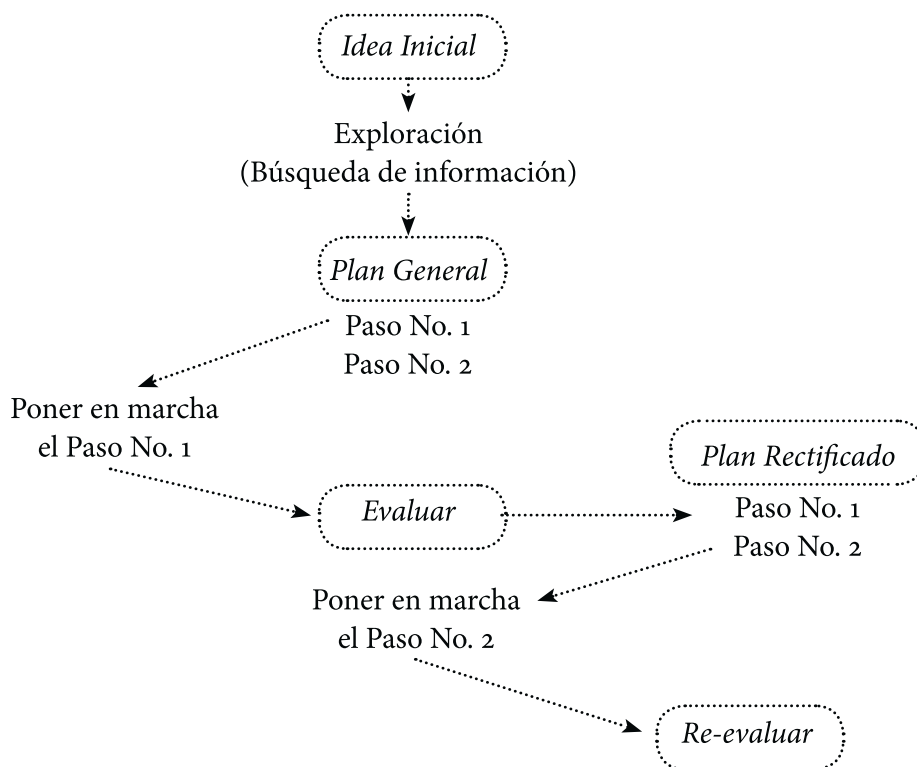 Idea Inicial
Exploración
(Búsqueda de información)
Plan General
Paso No. 1
Paso No. 2
Poner en marcha
el Paso No. 1
Evaluar
Plan Rectificado
Paso No. 1
Paso No. 2
Poner en marcha
el Paso No. 2
Re-evaluar